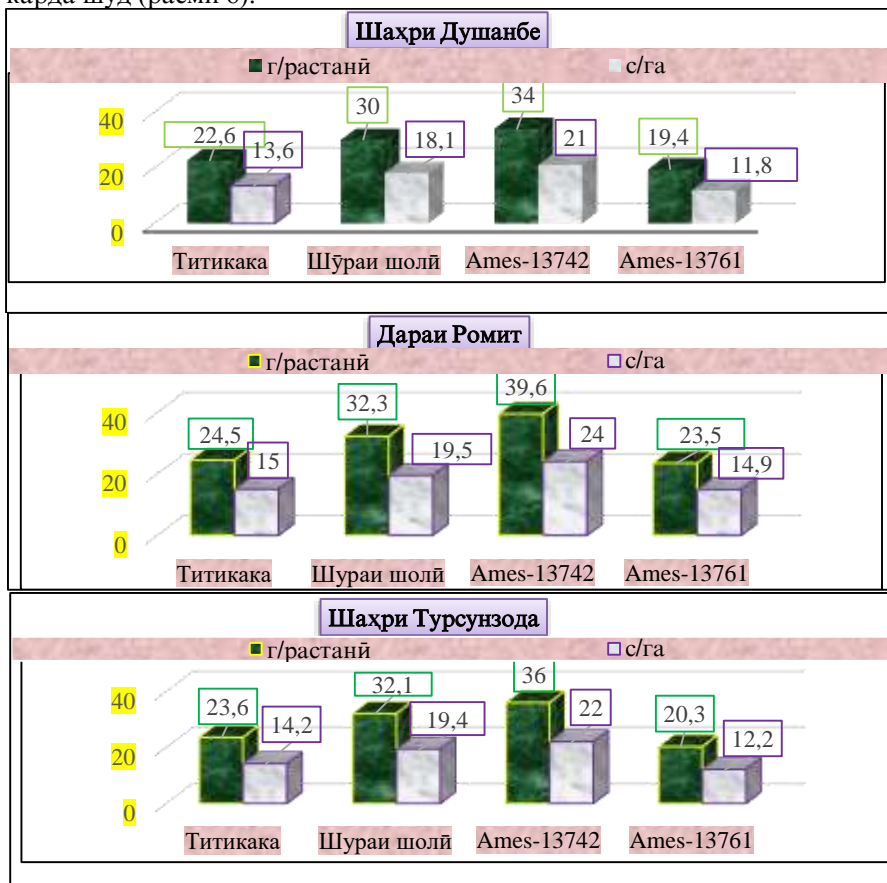 карда шуд (расми 6).
Шаҳри Душанбе
г/растанӣ с/га
40
20
0
22,6 13,6 30 18,1 34 21 19,4 11,8
Титикака Шӯраи шолӣ Ames-13742 Ames-13761
Дараи Ромит
г/растанӣ с/га
40
20
0
24,5 15 32,3 19,5 39,6 24 23,5 14,9
Титикака Шураи шолӣ Ames-13742 Ames-13761
Шаҳри Турсунзода
г/растанӣ с/га
40
20
0
23,6 14,2 32,1 19,4 36 22 20,3 12,2
Титикака Шураи шолӣ Ames-13742 Ames-13761